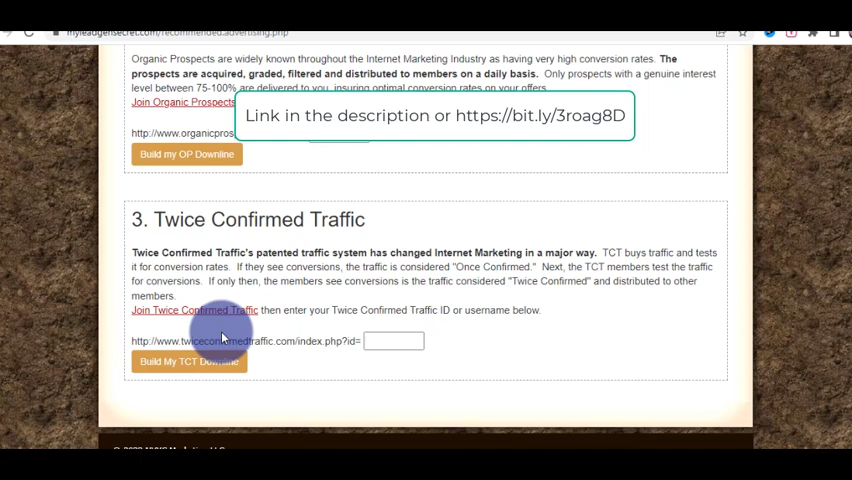 myleadgensecret.com/recommended.advertising.php
Organic Prospects are widely known throughout the Internet Marketing Industry as having very high conversion rates. The
prospects are acquired, graded, filtered and distributed to members on a daily basis. Only prospects with a genuine interest
level between 75-100% are delivered to you, insuring optimal conversion rates on your offers.
Join Organic Prospects
Link in the description or https://bit.ly/3roag8D
http://www.organicpros
Build my OP Downline
3. Twice Confirmed Traffic
Twice Confirmed Traffic's patented traffic system has changed Internet Marketing in a major way. TCT buys traffic and tests
it for conversion rates. If they see conversions, the traffic is considered "Once Confirmed." Next, the TCT members test the traffic
for conversions. If only then, the members see conversions is the traffic considered "Twice Confirmed" and distributed to other
members.
Join Twice Confirmed Traffic then enter your Twice Confirmed Traffic ID or username below.
http://www.twiceconfirmedtraffic.com/index.php?id=
Build My TCT Downline